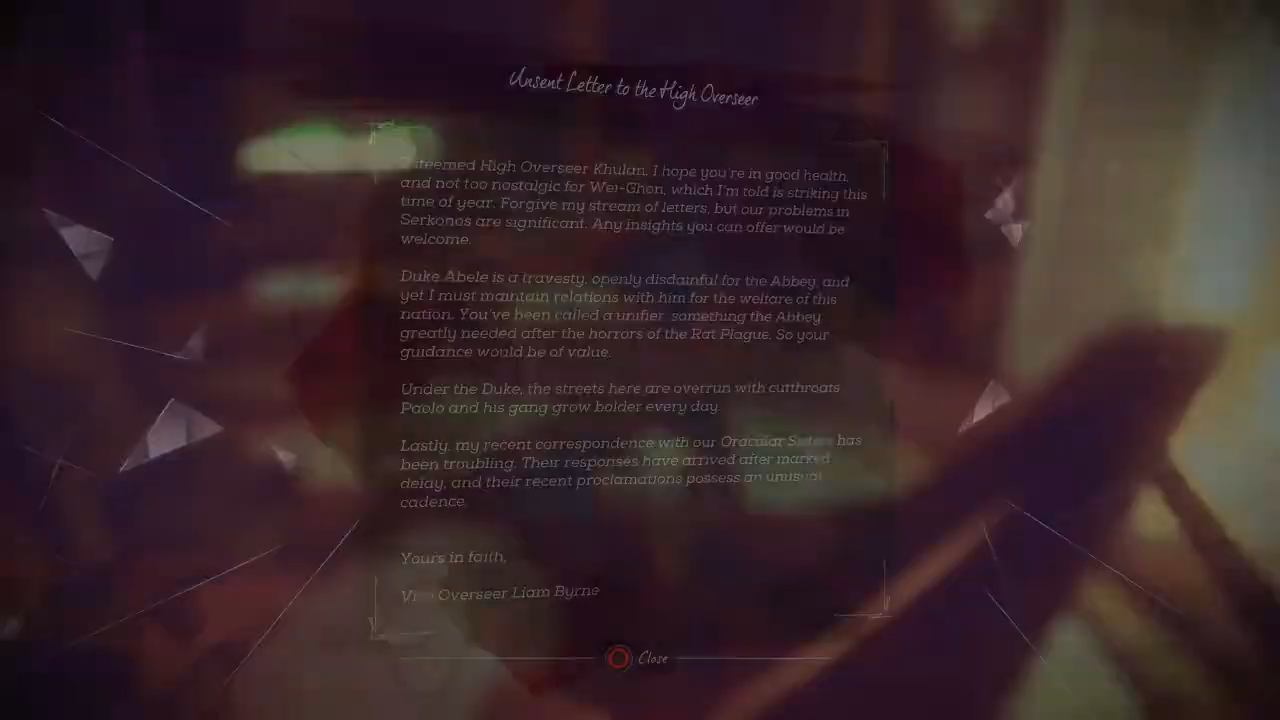 Unsent Letter to the High Overseer
Esteemed High Overseer Khulan, I hope you're in good health,
and not too nostalgic for Wei-Ghon, which I'm told is striking this
time of year. Forgive my stream of letters, but our problems in
Serkonos are significant. Any insights you can offer would be
welcome.
Duke Abele is a travesty, openly disdainful for the Abbey, and
yet I must maintain relations with him for the welfare of this
nation. You've been called a unifier, something the Abbey
greatly needed after the horrors of the Rat Plague. So your
guidance would be of value.
Under the Duke, the streets here are overrun with cutthroats
Paolo and his gang grow bolder every day.
Lastly, my recent correspondence with our Oracular Sisters has
been troubling. Their responses have arrived after marked
delay, and their recent proclamations possess an unusual
cadence.
Yours in faith,
Vice Overseer Liam Byrne
Close